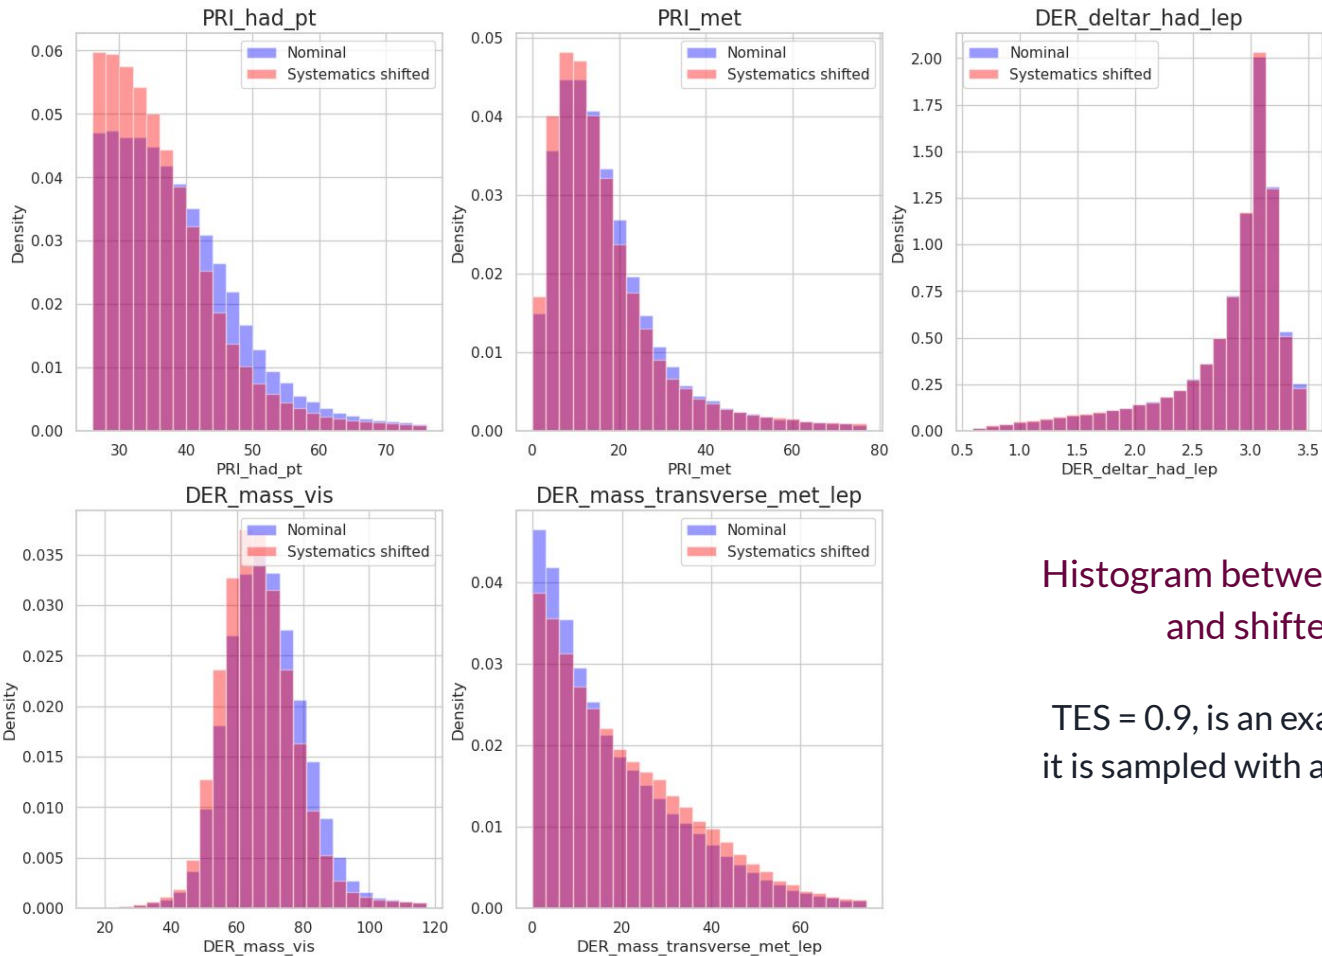 PRI_had_pt
Nominal
Systematics shifted
0.06
0.05
0.04
0.03
0.02
0.01
0.00
Density
30
40
50
60
70
PRI_had_pt
PRI_met
Nominal
Systematics shifted
0.05
0.04
0.03
0.02
0.01
0.00
Density
0
20
40
60
80
PRI_met
DER_deltar_had_lep
Nominal
Systematics shifted
2.00
1.75
1.50
1.25
1.00
0.75
0.50
0.25
0.00
Density
0.5
1.0
1.5
2.0
2.5
3.0
3.5
DER_deltar_had_lep
DER_mass_vis
Nominal
Systematics shifted
0.035
0.030
0.025
0.020
0.015
0.010
0.005
0.000
Density
20
40
60
80
100
120
DER_mass_vis
DER_mass_transverse_met_lep
Nominal
Systematics shifted
0.04
0.03
0.02
0.01
0.00
Density
0
20
40
60
DER_mass_transverse_met_lep
Histogram betwe
and shifte
TES = 0.9, is an exa
it is sampled with a